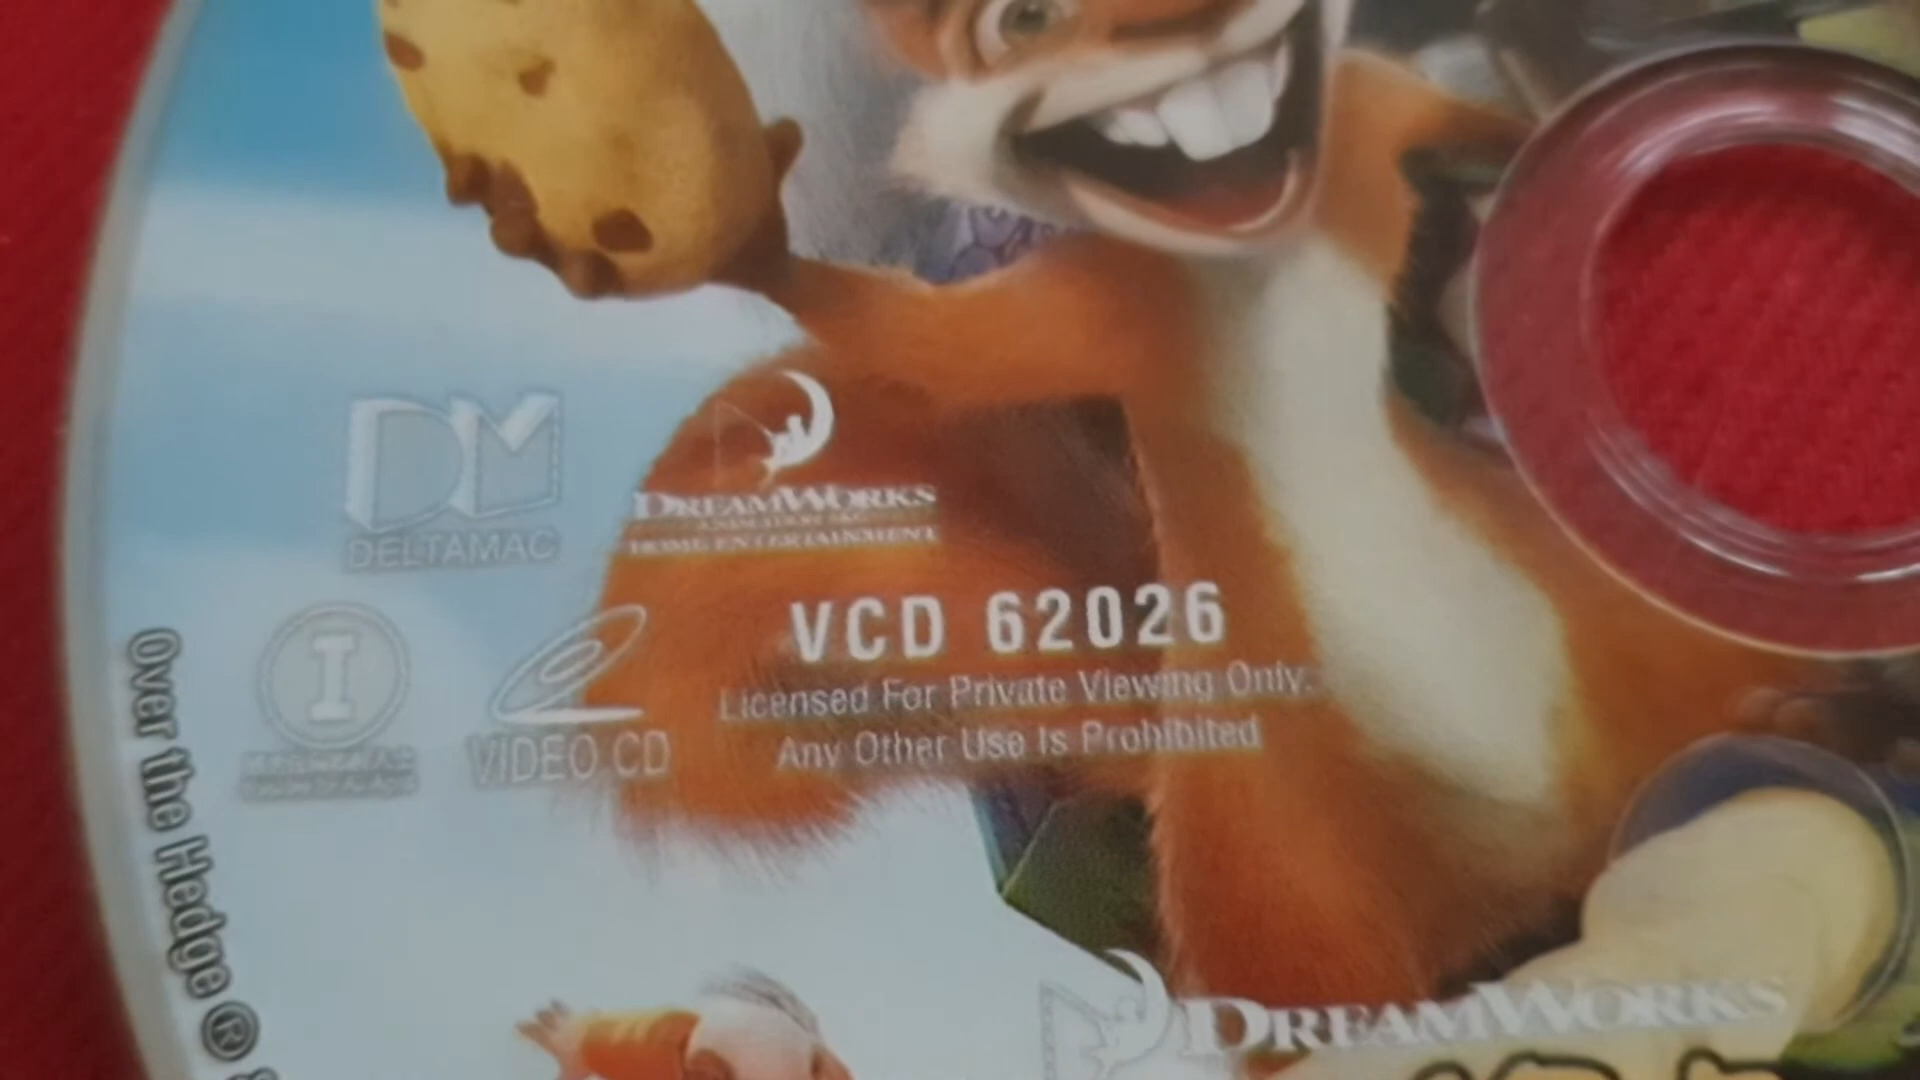 DM
DELTAMAC
DREAMWORKS
HOME ENTERTAINMENT
I
VIDEO CD
VCD 62026
Licensed For Private Viewing Only.
Any Other Use Is Prohibited
Over the Hedge ®
DREAMWORKS